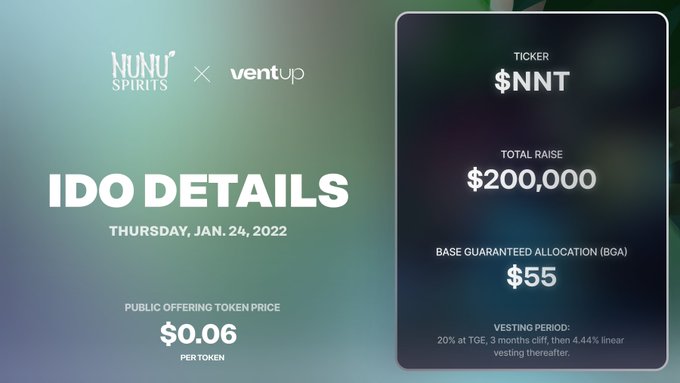 NUNU
SPIRITS
ventup
IDO DETAILS
THURSDAY, JAN. 24, 2022
PUBLIC OFFERING TOKEN PRICE
$0.06
PER TOKEN
TICKER
$NNT
TOTAL RAISE
$200,000
BASE GUARANTEED ALLOCATION (BGA)
$55
VESTING PERIOD:
20% at TGE, 3 months cliff, then 4.44% linear
vesting thereafter.